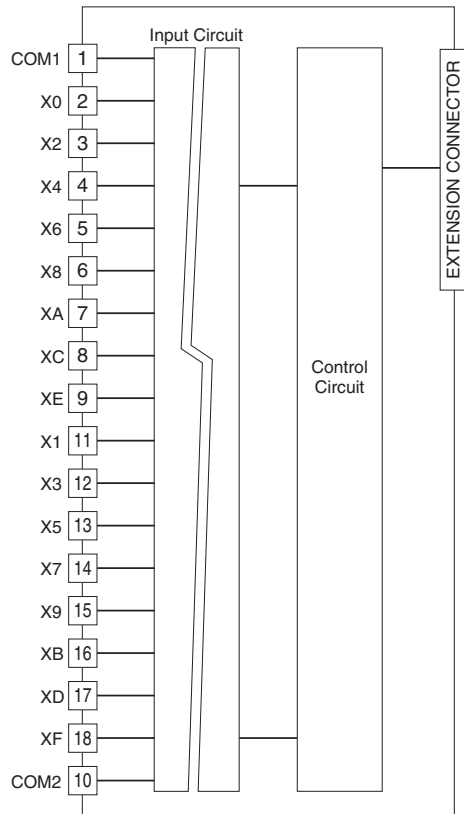 Input Circuit
COM1 1
X0 2
X2 3
X4 4
X6 5
X8 6
XA 7
XC 8
XE 9
X1 11
X3 12
X5 13
X7 14
X9 15
XB 16
XD 17
XF 18
COM2 10
Control
Circuit
EXTENSION CONNECTOR